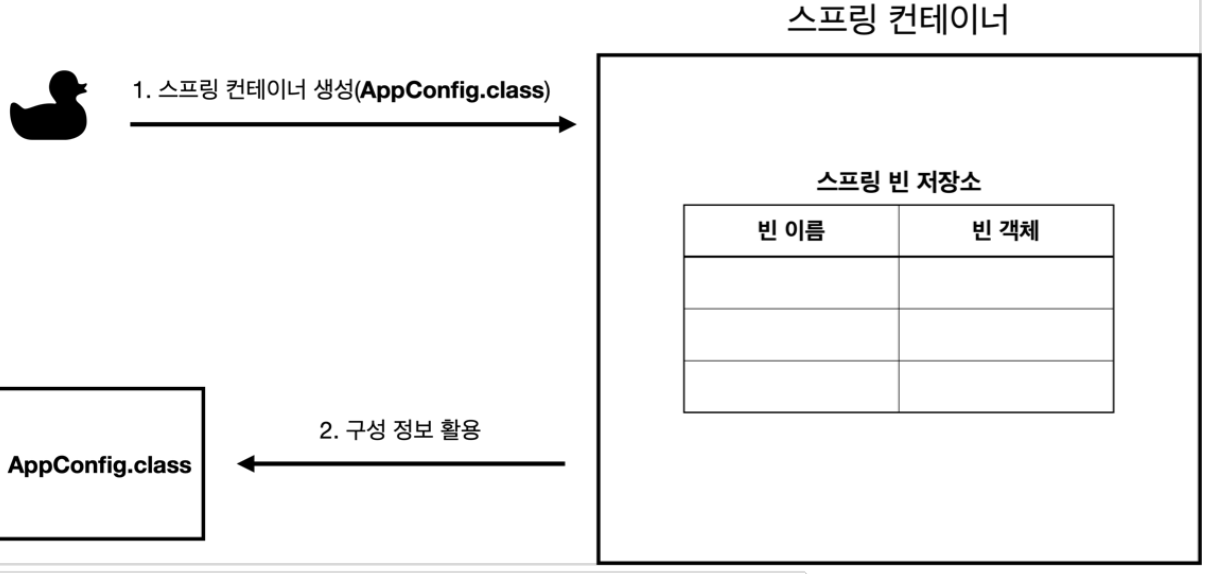 스프링 컨테이너
1. 스프링 컨테이너 생성(AppConfig.class)
스프링 빈 저장소
빈 이름 빈 객체
2. 구성 정보 활용
AppConfig.class